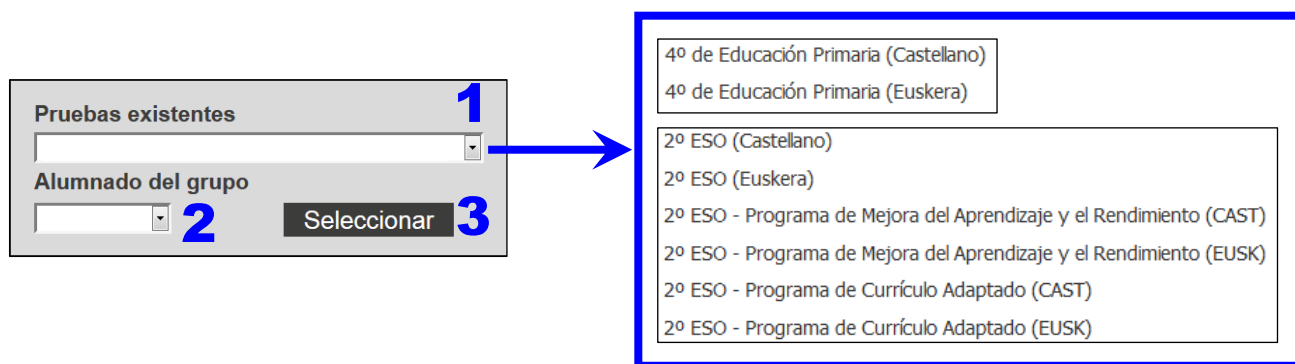 Pruebas existentes
1
Alumnado del grupo
2
Seleccionar
3
4º de Educación Primaria (Castellano)
4º de Educación Primaria (Euskera)
2º ESO (Castellano)
2º ESO (Euskera)
2º ESO - Programa de Mejora del Aprendizaje y el Rendimiento (CAST)
2º ESO - Programa de Mejora del Aprendizaje y el Rendimiento (EUSK)
2º ESO - Programa de Currículo Adaptado (CAST)
2º ESO - Programa de Currículo Adaptado (EUSK)